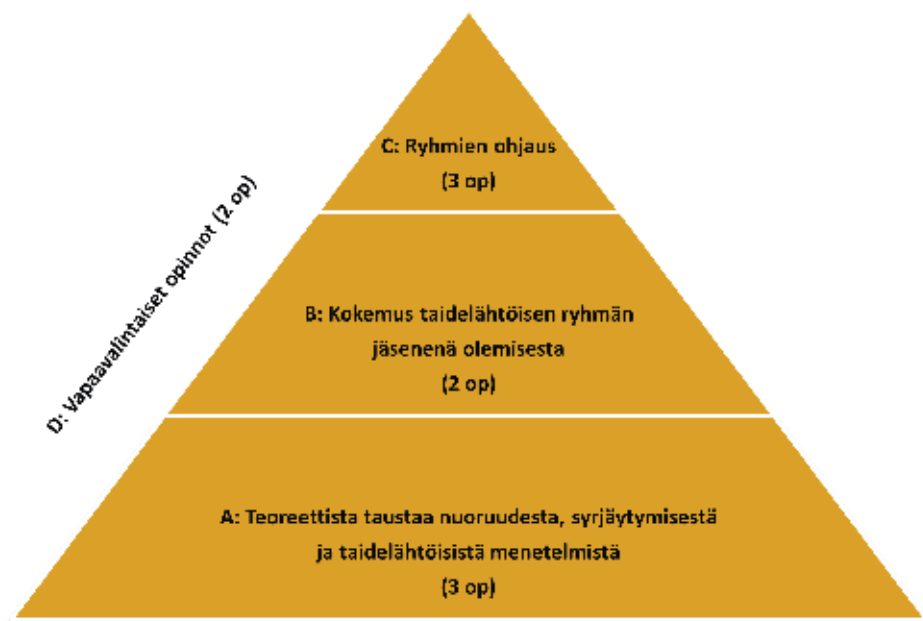 C: Ryhmien ohjaus
(3 op)
D: Vapaavalintaiset opinnot (2 op)
B: Kokemus taidelähtöisen ryhmän
jäsenenä olemisesta
(2 op)
A: Teoreettista taustaa nuoruudesta, syrjäytymisestä
ja taidelähtöisistä menetelmistä
(3 op)